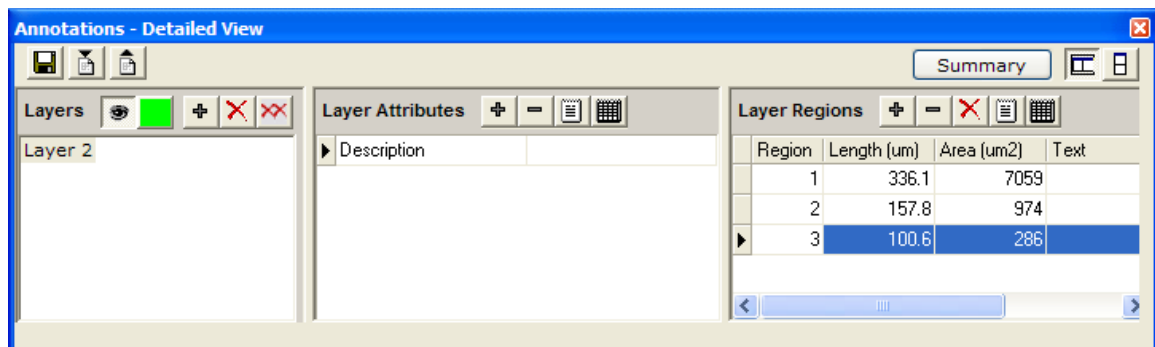 Annotations - Detailed View
Summary
Layers
Layer 2
Layer Attributes
Description
Layer Regions
Region Length (um) Area (um2) Text
1 336.1 7059
2 157.8 974
3 100.6 286